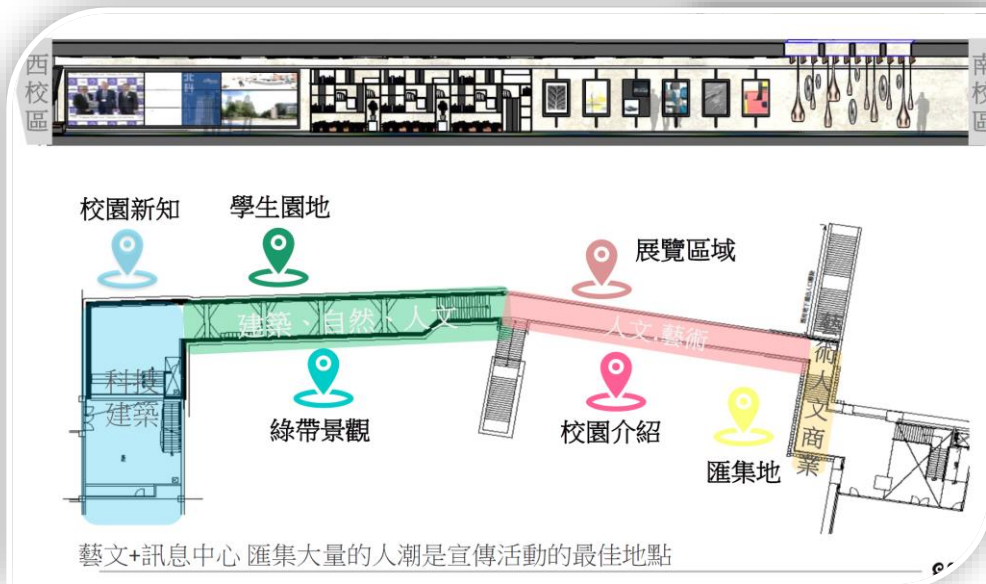 西校區
南校區
北科
校園新知
學生園地
展覽區域
建築、自然、人文
人文,藝術
藝術人文商業
科技
建築
綠帶景觀
校園介紹
匯集地
藝文+訊息中心 匯集大量的人潮是宣傳活動的最佳地點